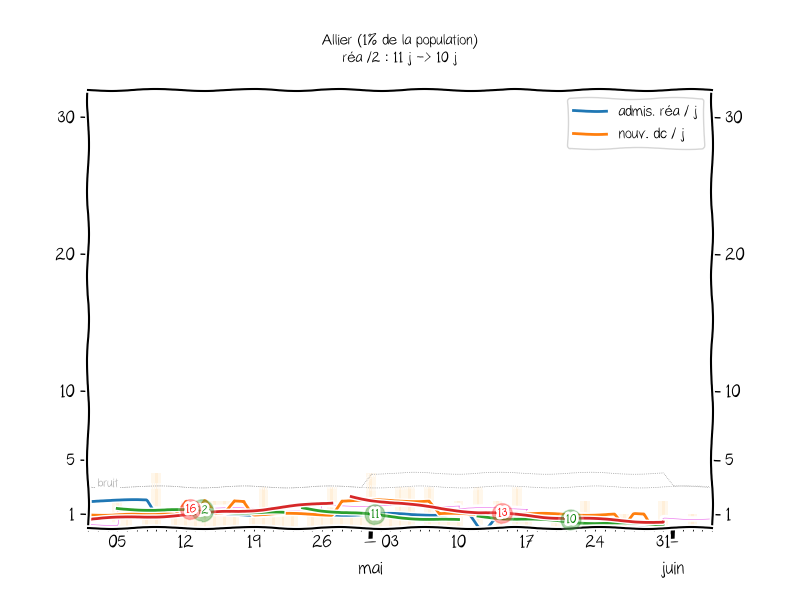 Allier (1% de la population)
réa /2 : 11 j -> 10 j
admis. réa / j
nouv. dc / j
30 30
20 20
10 10
5 5
bruit
16 2 11 13 10
1 1
05 12 19 26 03 10 17 24 31
mai juin